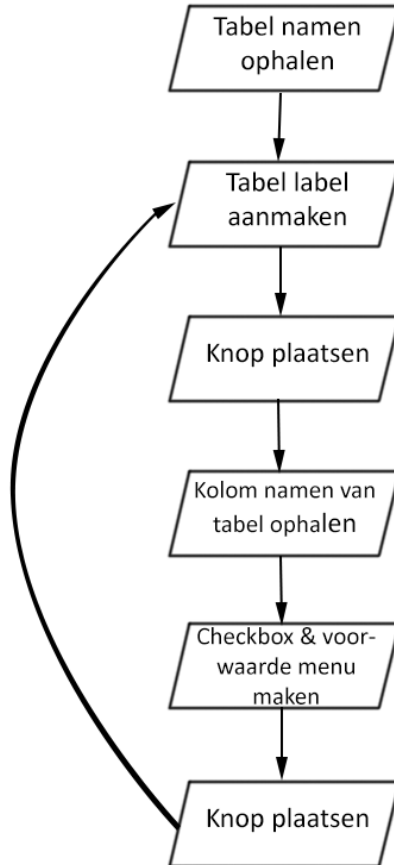 Tabel namen
ophalen
Tabel label
aanmaken
Knop plaatsen
Kolom namen van
tabel ophalen
Checkbox & voor-
waarde menu
maken
Knop plaatsen